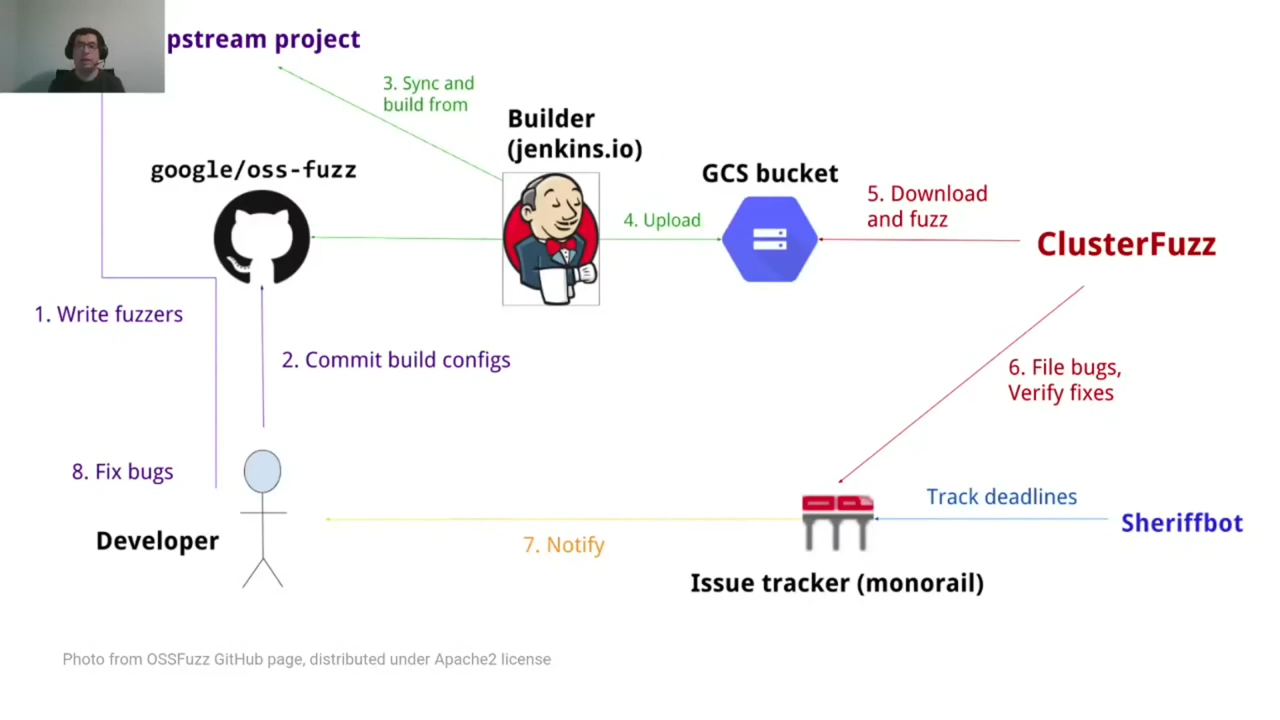 pstream project
3. Sync and
build from
Builder
(jenkins.io)
google/oss-fuzz
GCS bucket
4. Upload
5. Download
and fuzz
ClusterFuzz
1. Write fuzzers
2. Commit build configs
6. File bugs,
Verify fixes
8. Fix bugs
Developer
7. Notify
Track deadlines
Sheriffbot
Issue tracker (monorail)
Photo from OSSFuzz GitHub page, distributed under Apache2 license